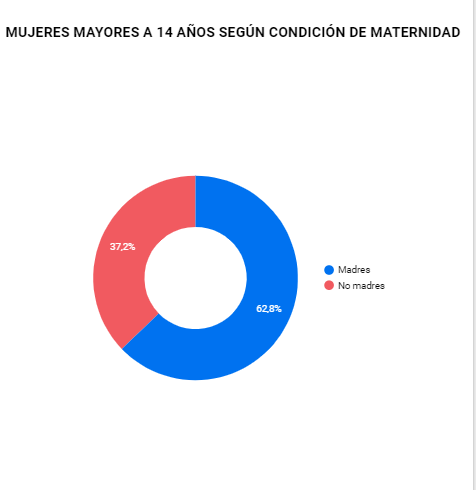 MUJERES MAYORES A 14 AÑOS SEGÚN CONDICIÓN DE MATERNIDAD
37,2%
62,8%
Madres
No madres